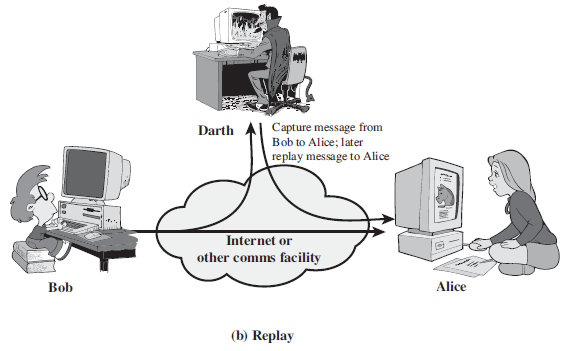 Darth
Capture message from
Bob to Alice; later
replay message to Alice
Internet or
other comms facility
Bob
Alice
(b) Replay